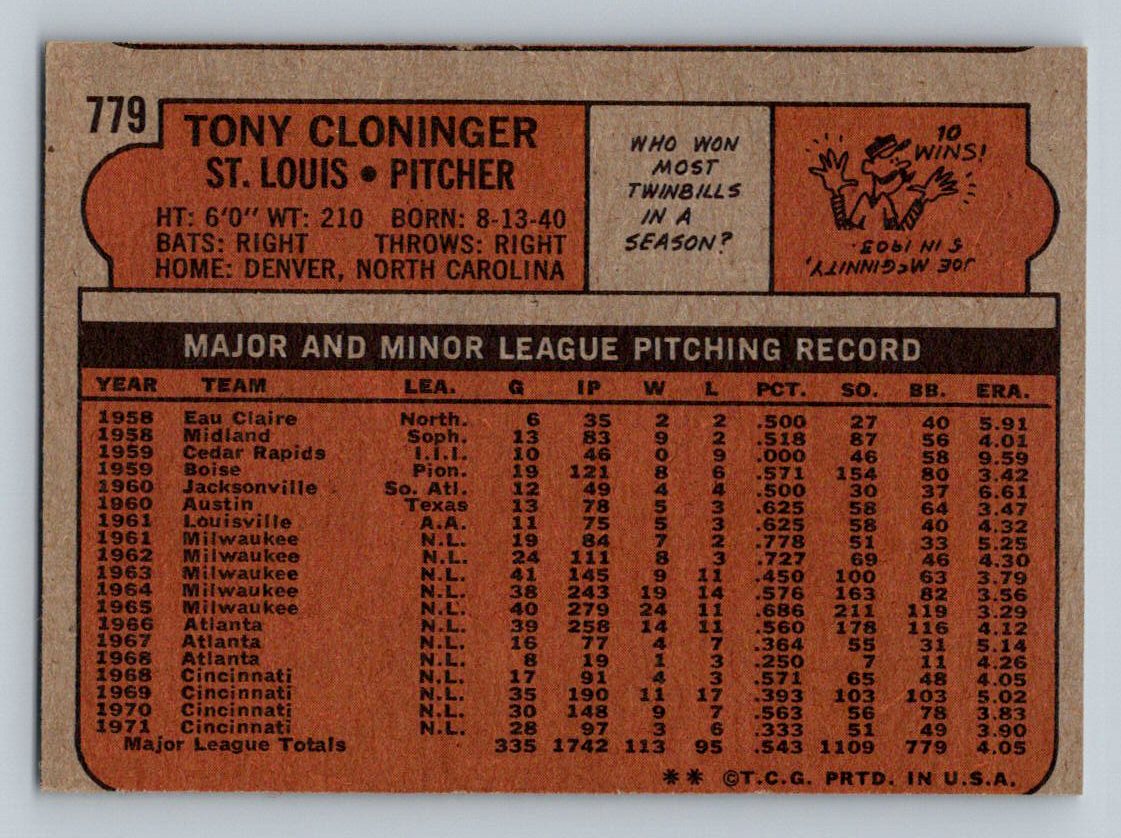 779
TONY CLONINGER
ST. LOUIS • PITCHER
HT: 6'0" WT: 210 BORN: 8-13-40
BATS: RIGHT THROWS: RIGHT
HOME: DENVER, NORTH CAROLINA
WHO WON
MOST
TWINBILLS
IN A
SEASON?
10
WINS!
JOE McGINNITY,
5 IN 1903.
MAJOR AND MINOR LEAGUE PITCHING RECORD
YEAR TEAM LEA. G IP W L PCT. SO. BB. ERA.
1958 Eau Claire North. 6 35 2 2 .500 27 40 5.91
1958 Midland Soph. 13 83 9 2 .518 87 56 4.01
1959 Cedar Rapids I.I.I. 10 46 0 9 .000 46 58 9.59
1959 Boise Pion. 19 121 8 6 .571 154 80 3.42
1960 Jacksonville So. Atl. 12 49 4 4 .500 30 37 6.61
1960 Austin Texas 13 78 5 3 .625 58 64 3.47
1961 Louisville A.A. 11 75 5 3 .625 58 40 4.32
1961 Milwaukee N.L. 19 84 7 2 .778 51 33 5.25
1962 Milwaukee N.L. 24 111 8 3 .727 69 46 4.30
1963 Milwaukee N.L. 41 145 9 11 .450 100 63 3.79
1964 Milwaukee N.L. 38 243 19 14 .576 163 82 3.56
1965 Milwaukee N.L. 40 279 24 11 .686 211 119 3.29
1966 Atlanta N.L. 39 258 14 11 .560 178 116 4.12
1967 Atlanta N.L. 16 77 4 7 .364 55 31 5.14
1968 Atlanta N.L. 8 19 1 3 .250 7 11 4.26
1968 Cincinnati N.L. 17 91 4 3 .571 65 48 4.05
1969 Cincinnati N.L. 35 190 11 17 .393 103 103 5.02
1970 Cincinnati N.L. 30 148 9 7 .563 56 78 3.83
1971 Cincinnati N.L. 28 97 3 6 .333 51 49 3.90
Major League Totals 335 1742 113 95 .543 1109 779 4.05
** ©T.C.G. PRTD. IN U.S.A.